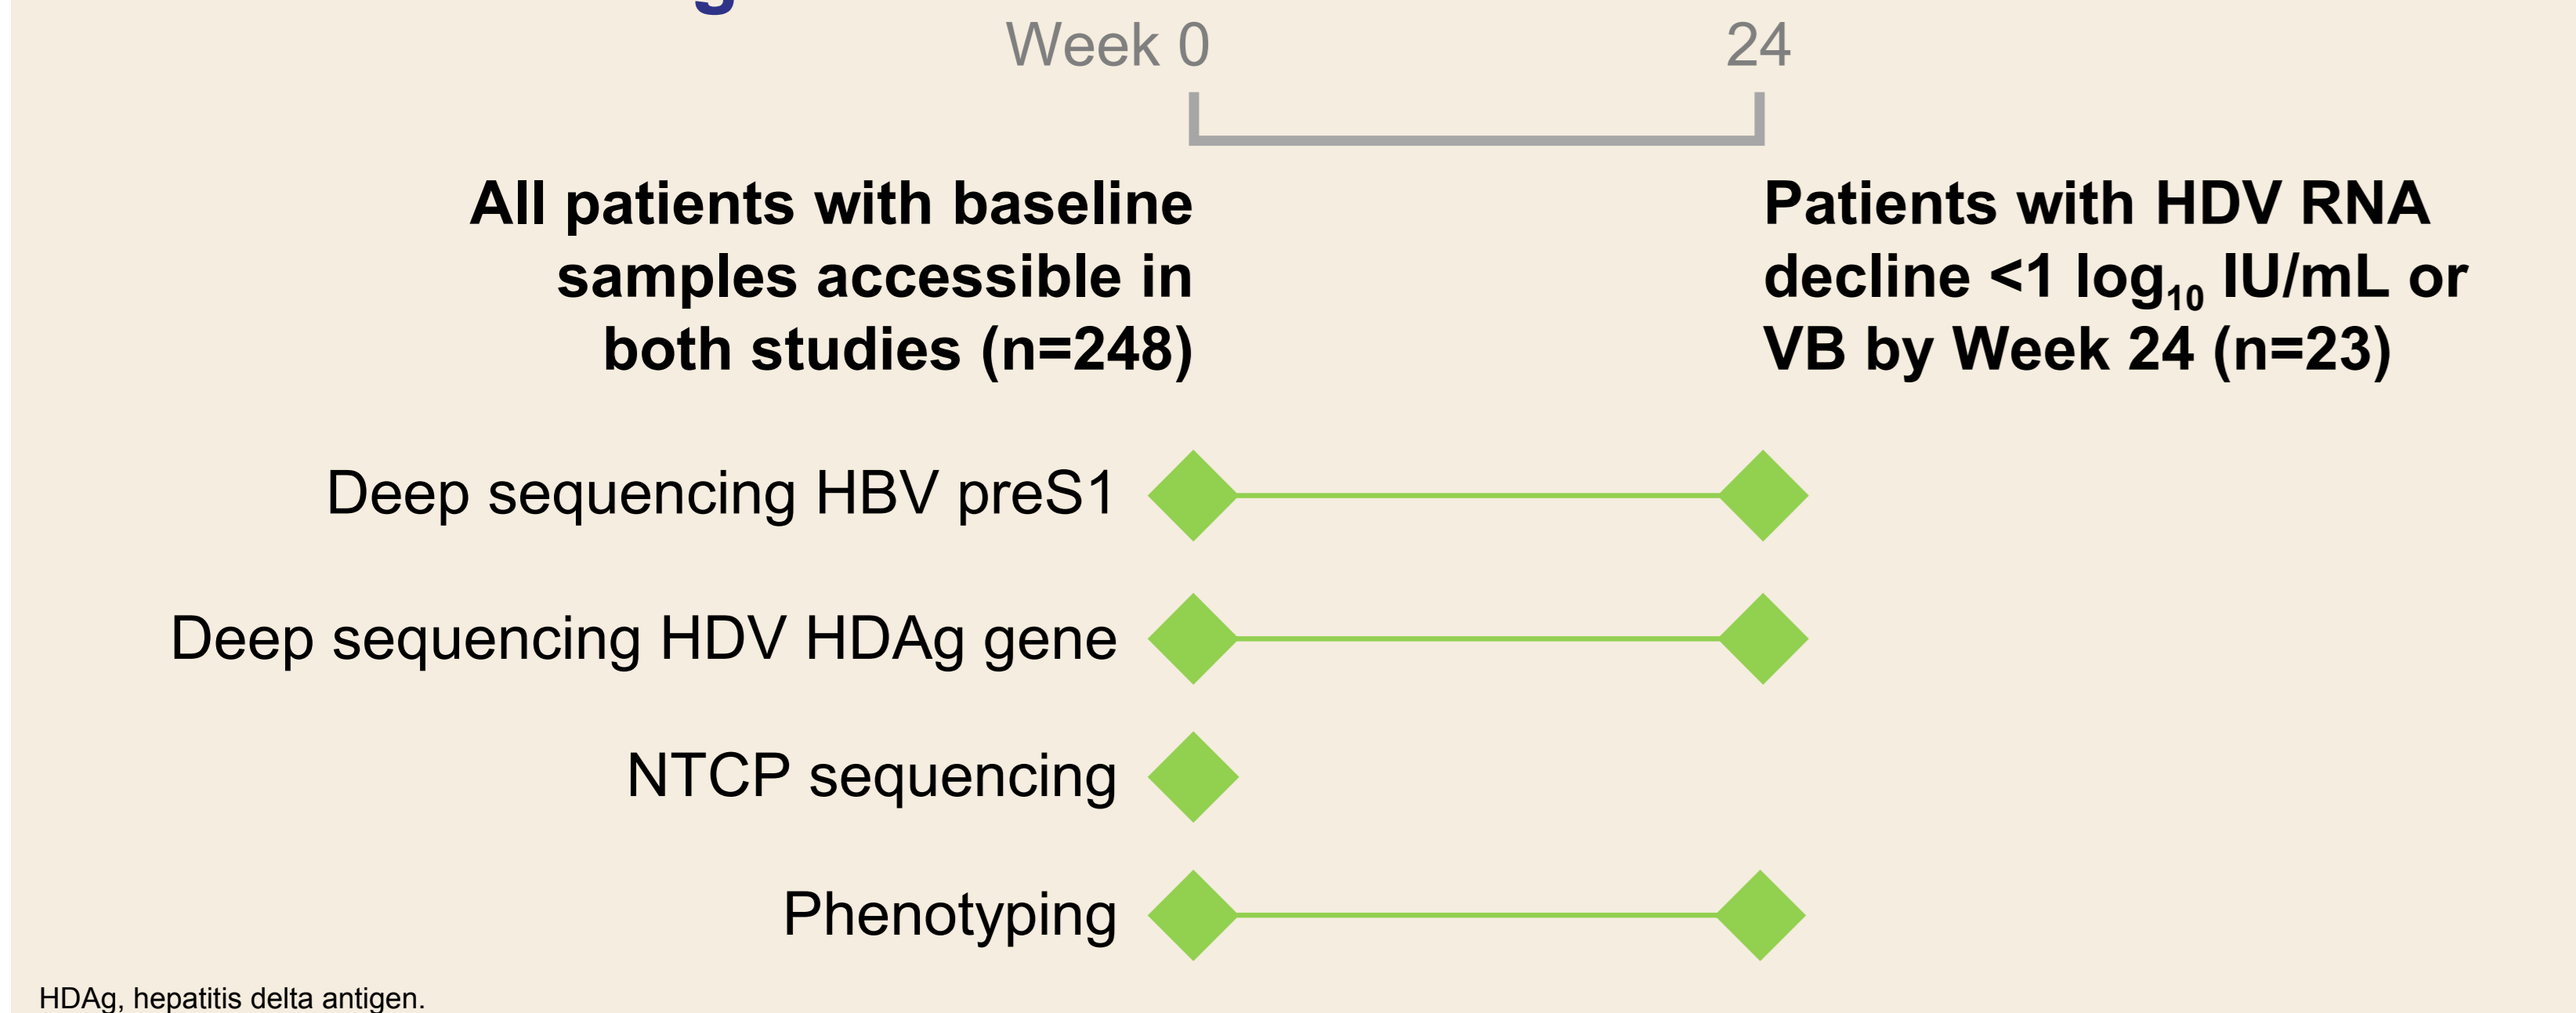 Week 0
24
All patients with baseline
samples accessible in
both studies (n=248)
Patients with HDV RNA
decline <1 log₁₀ IU/mL or
VB by Week 24 (n=23)
Deep sequencing HBV preS1
Deep sequencing HDV HDAg gene
NTCP sequencing
Phenotyping
HDAg, hepatitis delta antigen.